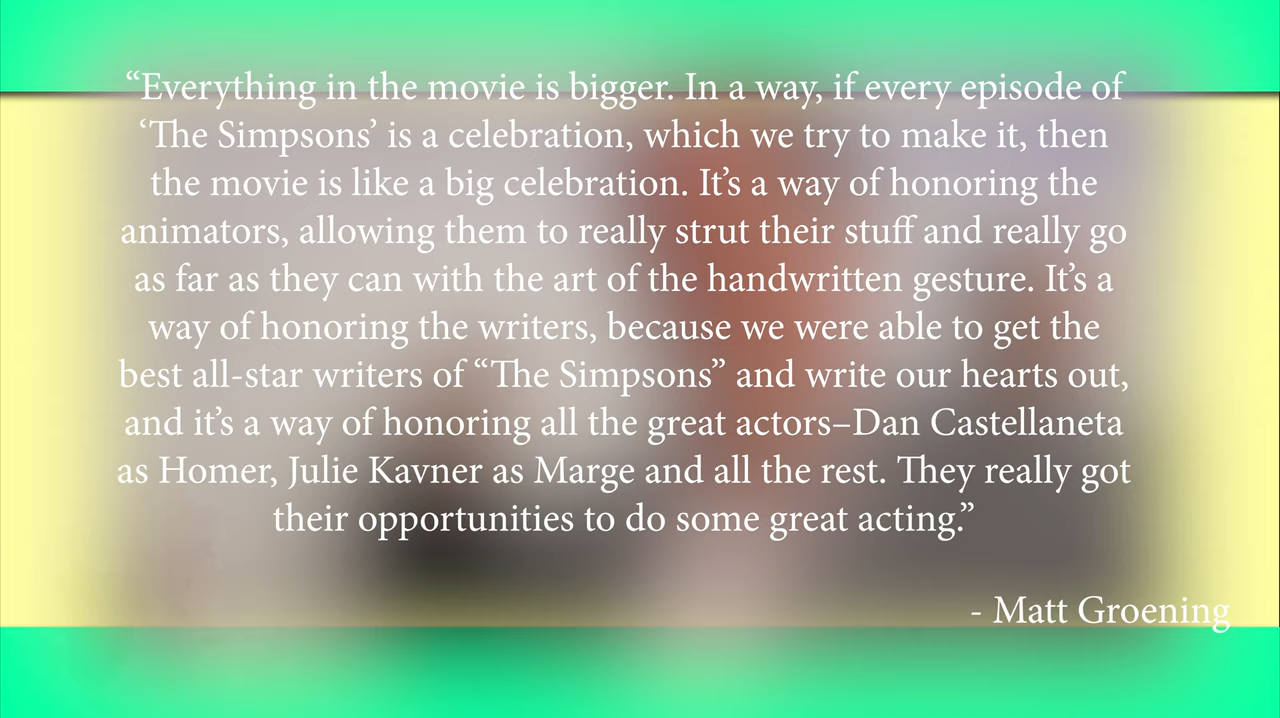 “Everything in the movie is bigger. In a way, if every episode of
‘The Simpsons’ is a celebration, which we try to make it, then
the movie is like a big celebration. It’s a way of honoring the
animators, allowing them to really strut their stuff and really go
as far as they can with the art of the handwritten gesture. It’s a
way of honoring the writers, because we were able to get the
best all-star writers of “The Simpsons” and write our hearts out,
and it’s a way of honoring all the great actors–Dan Castellaneta
as Homer, Julie Kavner as Marge and all the rest. They really got
their opportunities to do some great acting.”
- Matt Groening